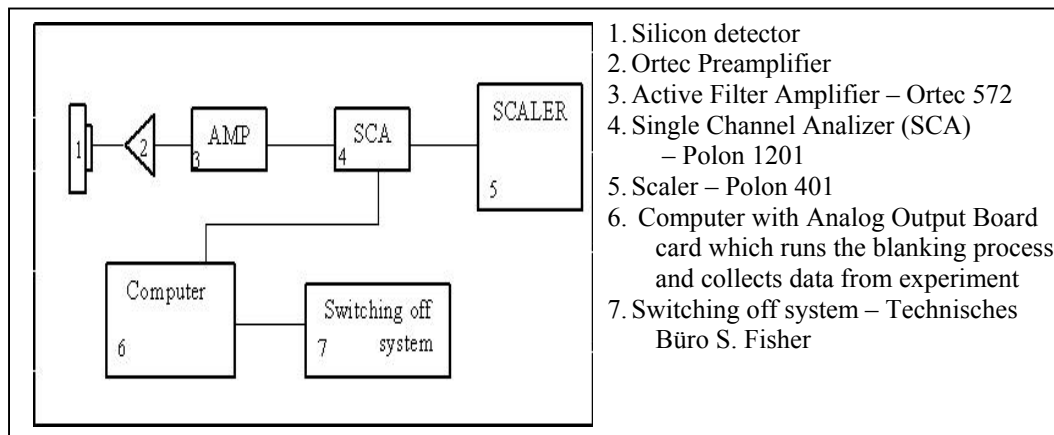 1
2
AMP
3
SCA
4
SCALER
5
Computer
6
Switching off
system
7
1. Silicon detector
2. Ortec Preamplifier
3. Active Filter Amplifier – Ortec 572
4. Single Channel Analizer (SCA)
– Polon 1201
5. Scaler – Polon 401
6. Computer with Analog Output Board
card which runs the blanking process
and collects data from experiment
7. Switching off system – Technisches
Büro S. Fisher